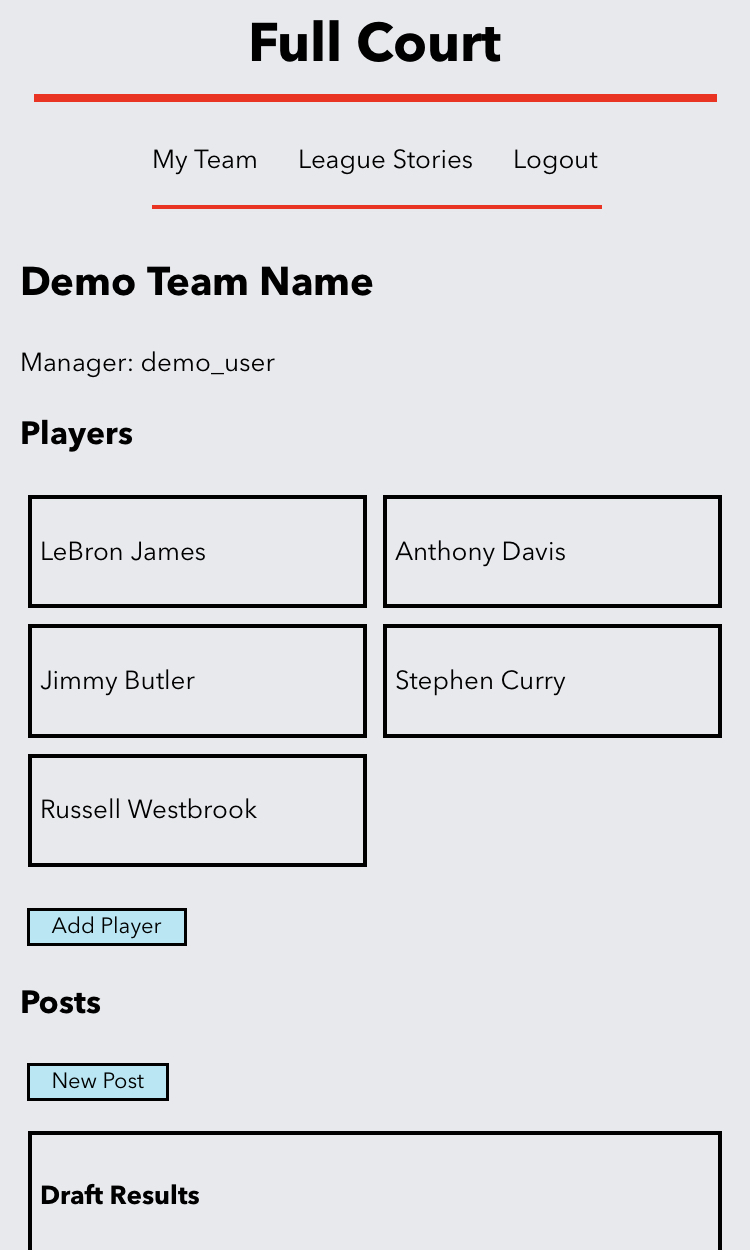 Full Court
My Team League Stories Logout
Demo Team Name
Manager: demo_user
Players
LeBron James
Anthony Davis
Jimmy Butler
Stephen Curry
Russell Westbrook
Add Player
Posts
New Post
Draft Results